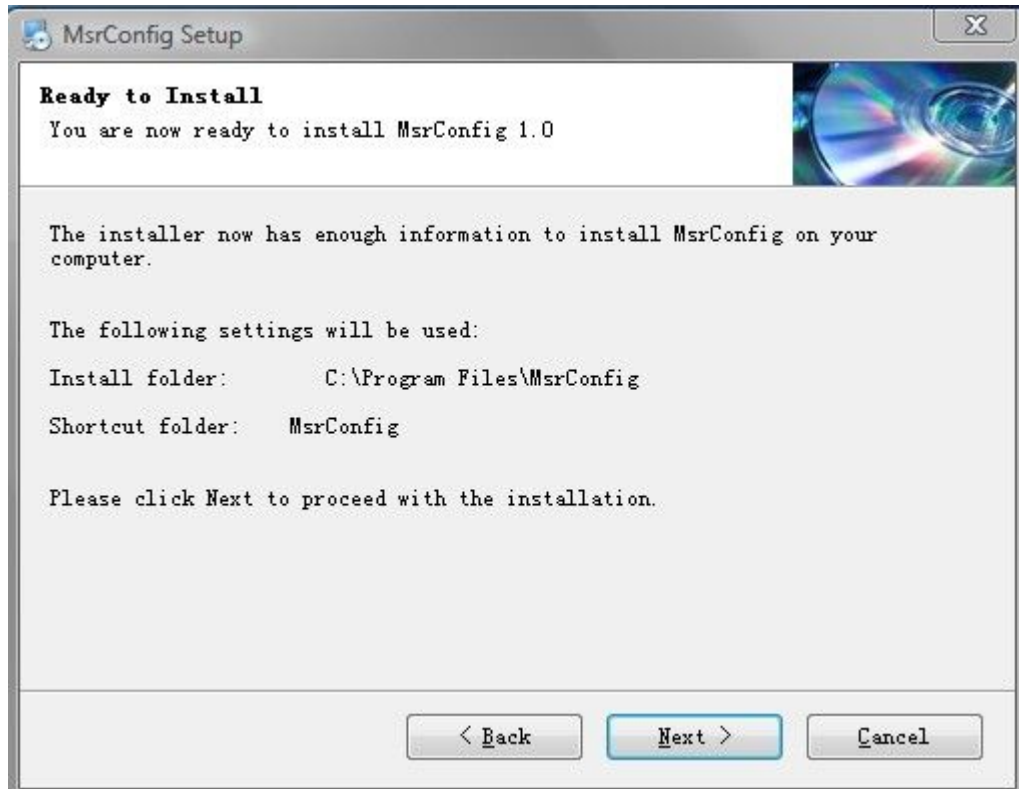 MsrConfig Setup
Ready to Install
You are now ready to install MsrConfig 1.0
The installer now has enough information to install MsrConfig on your
computer.
The following settings will be used:
Install folder: C:\Program Files\MsrConfig
Shortcut folder: MsrConfig
Please click Next to proceed with the installation.
< Back Next > Cancel